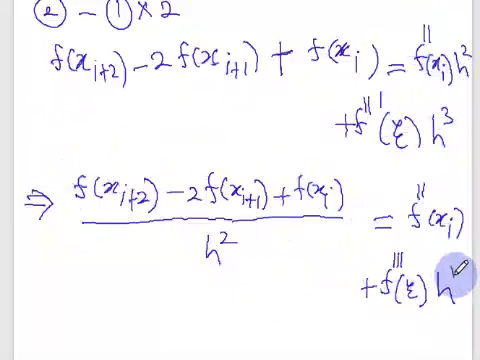 ② - ① × 2
f(x_{i+2}) - 2 f(x_{i+1}) + f(x_i) = f''(x_i) h²
+ f'''(ξ) h³
⇒ (f(x_{i+2}) - 2f(x_{i+1}) + f(x_i)) / h² = f''(x_i)
+ f'''(ξ) h